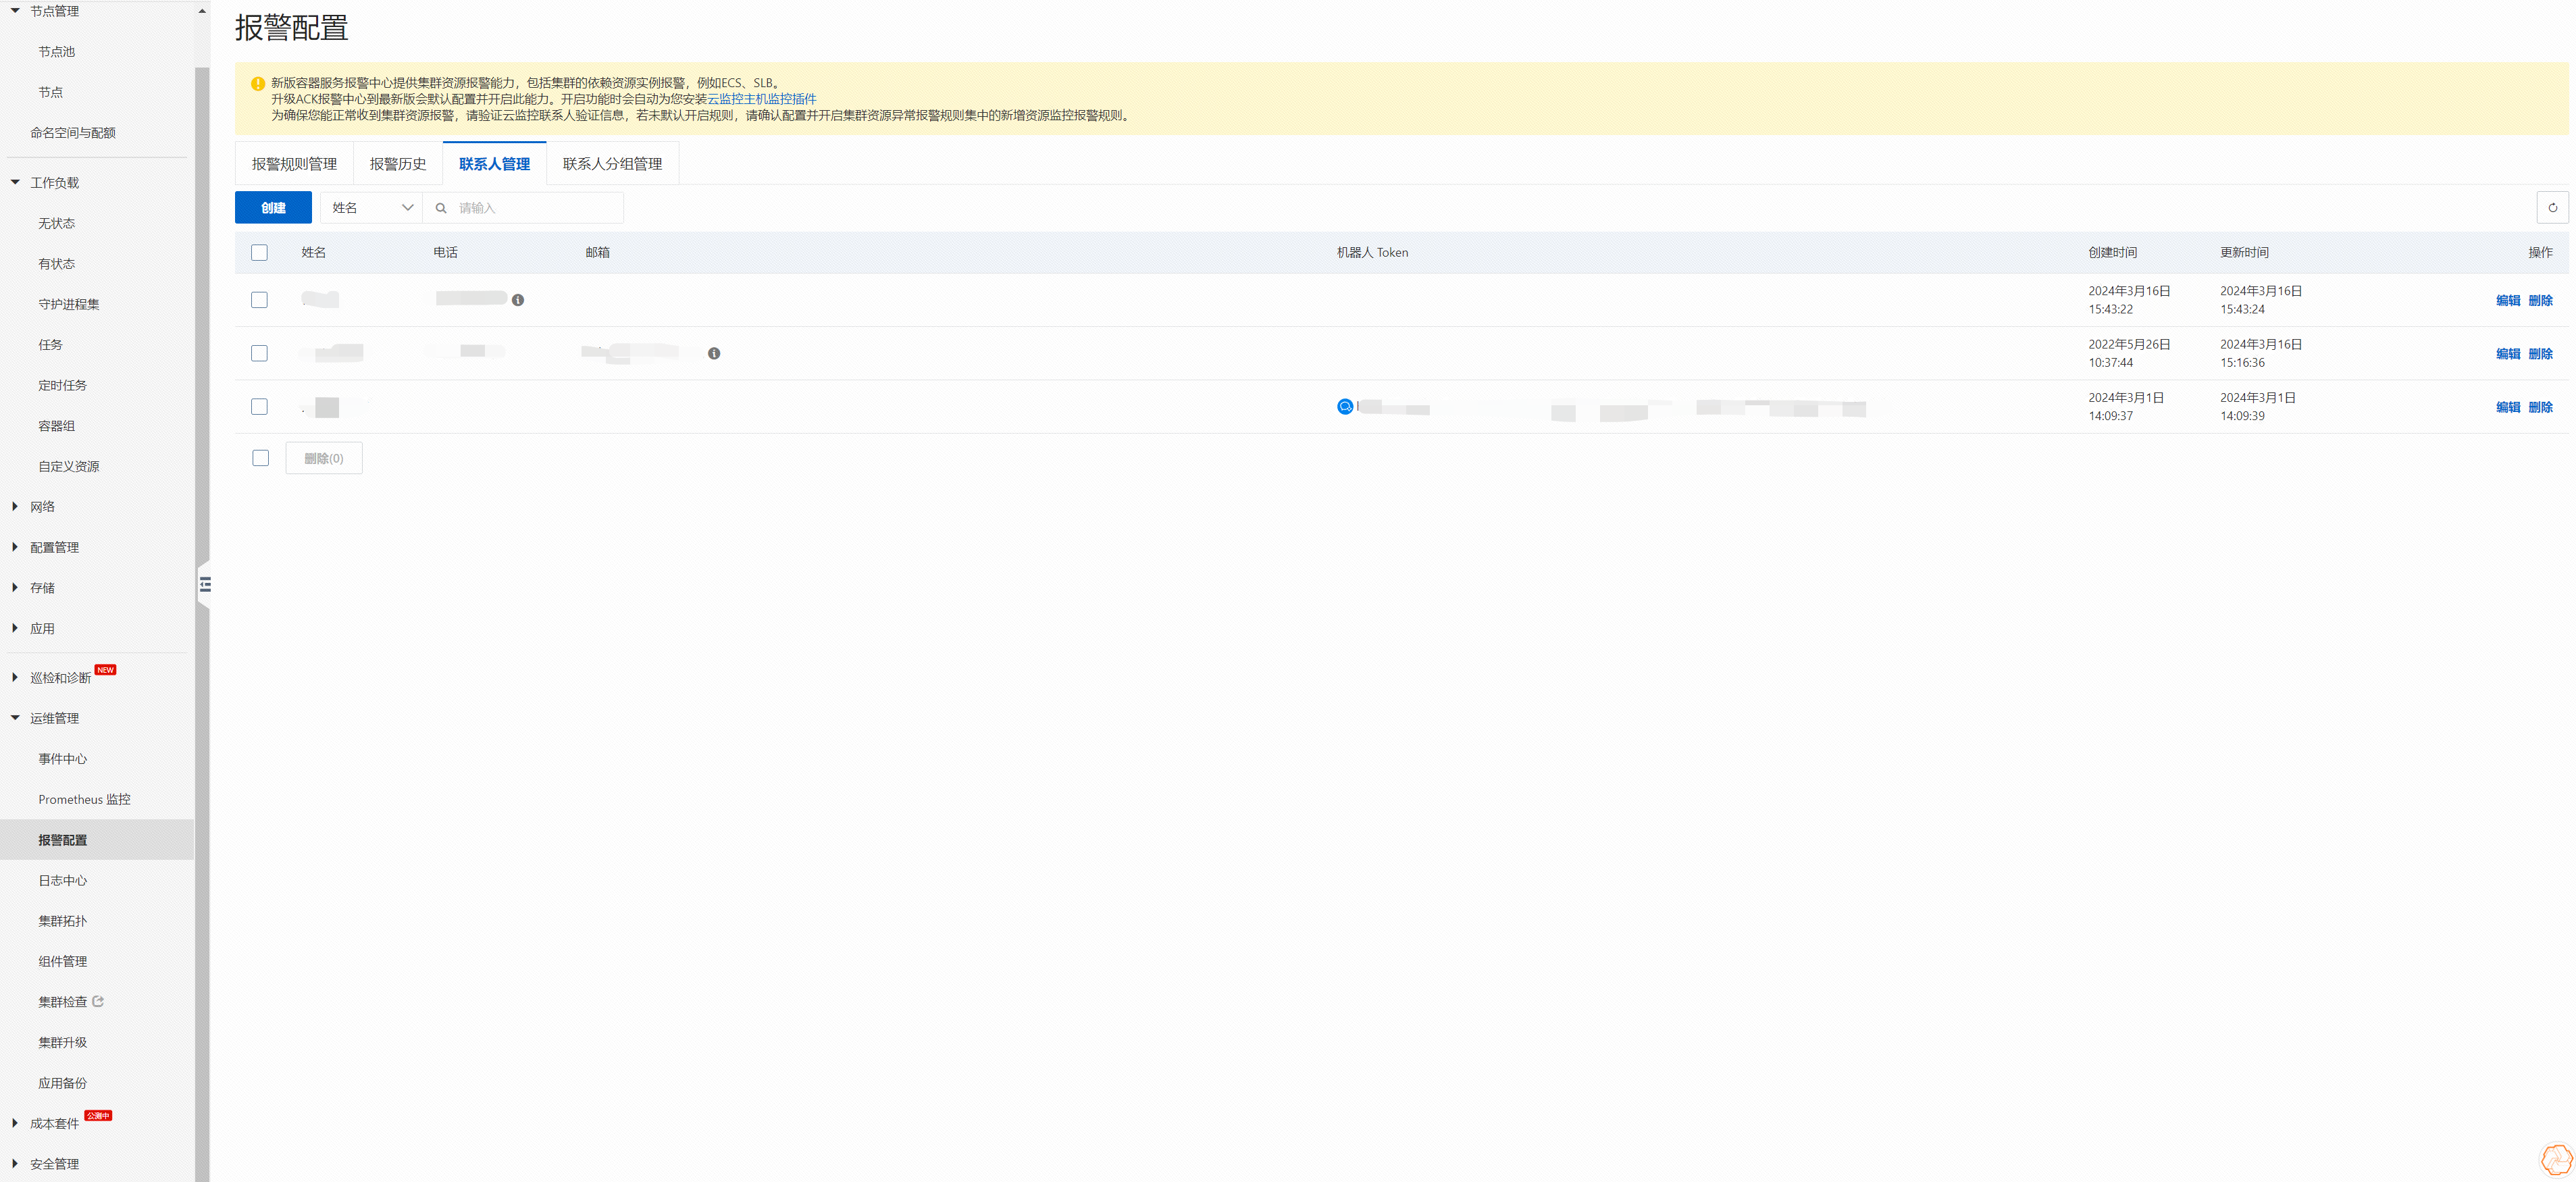 节点管理
节点池
节点
命名空间与配额
工作负载
无状态
有状态
守护进程集
任务
定时任务
容器组
自定义资源
网络
配置管理
存储
应用
巡检和诊断 NEW
运维管理
事件中心
Prometheus 监控
报警配置
日志中心
集群拓扑
组件管理
集群检查
集群升级
应用备份
成本套件 公测中
安全管理
报警配置
新版容器服务报警中心提供集群资源报警能力，包括集群的依赖资源实例报警，例如ECS、SLB。
升级ACK报警中心到最新版会默认配置并开启此能力。开启功能时会自动为您安装云监控主机监控插件
为确保您能正常收到集群资源报警，请验证云监控联系人验证信息，若未默认开启规则，请确认配置并开启集群资源异常报警规则集中的新增资源监控报警规则。
报警规则管理 报警历史 联系人管理 联系人分组管理
创建 姓名 请输入
姓名 电话 邮箱 机器人 Token 创建时间 更新时间 操作
2024年3月16日 2024年3月16日
15:43:22 15:43:24
编辑 删除
2022年5月26日 2024年3月16日
10:37:44 15:16:36
编辑 删除
2024年3月1日 2024年3月1日
14:09:37 14:09:39
编辑 删除
删除(0)